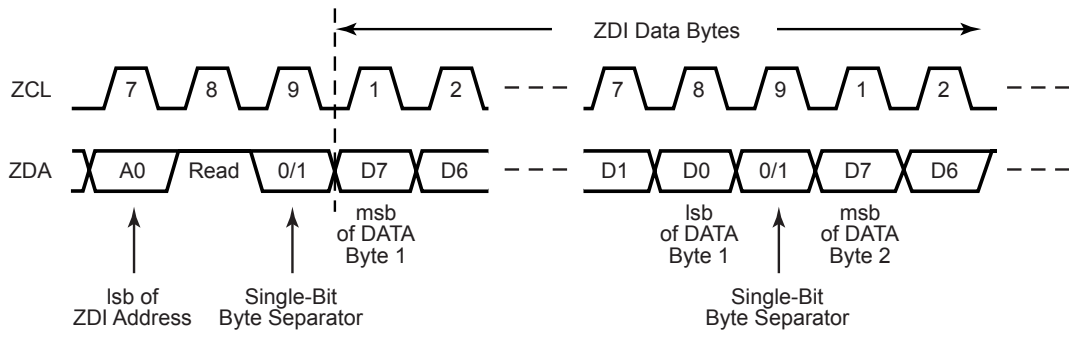 ZDI Data Bytes
ZCL 7 8 9 1 2 7 8 9 1 2
ZDA A0 Read 0/1 D7 D6 D1 D0 0/1 D7 D6
msb
of DATA
Byte 1
lsb
of DATA
Byte 1
msb
of DATA
Byte 2
lsb of
ZDI Address
Single-Bit
Byte Separator
Single-Bit
Byte Separator